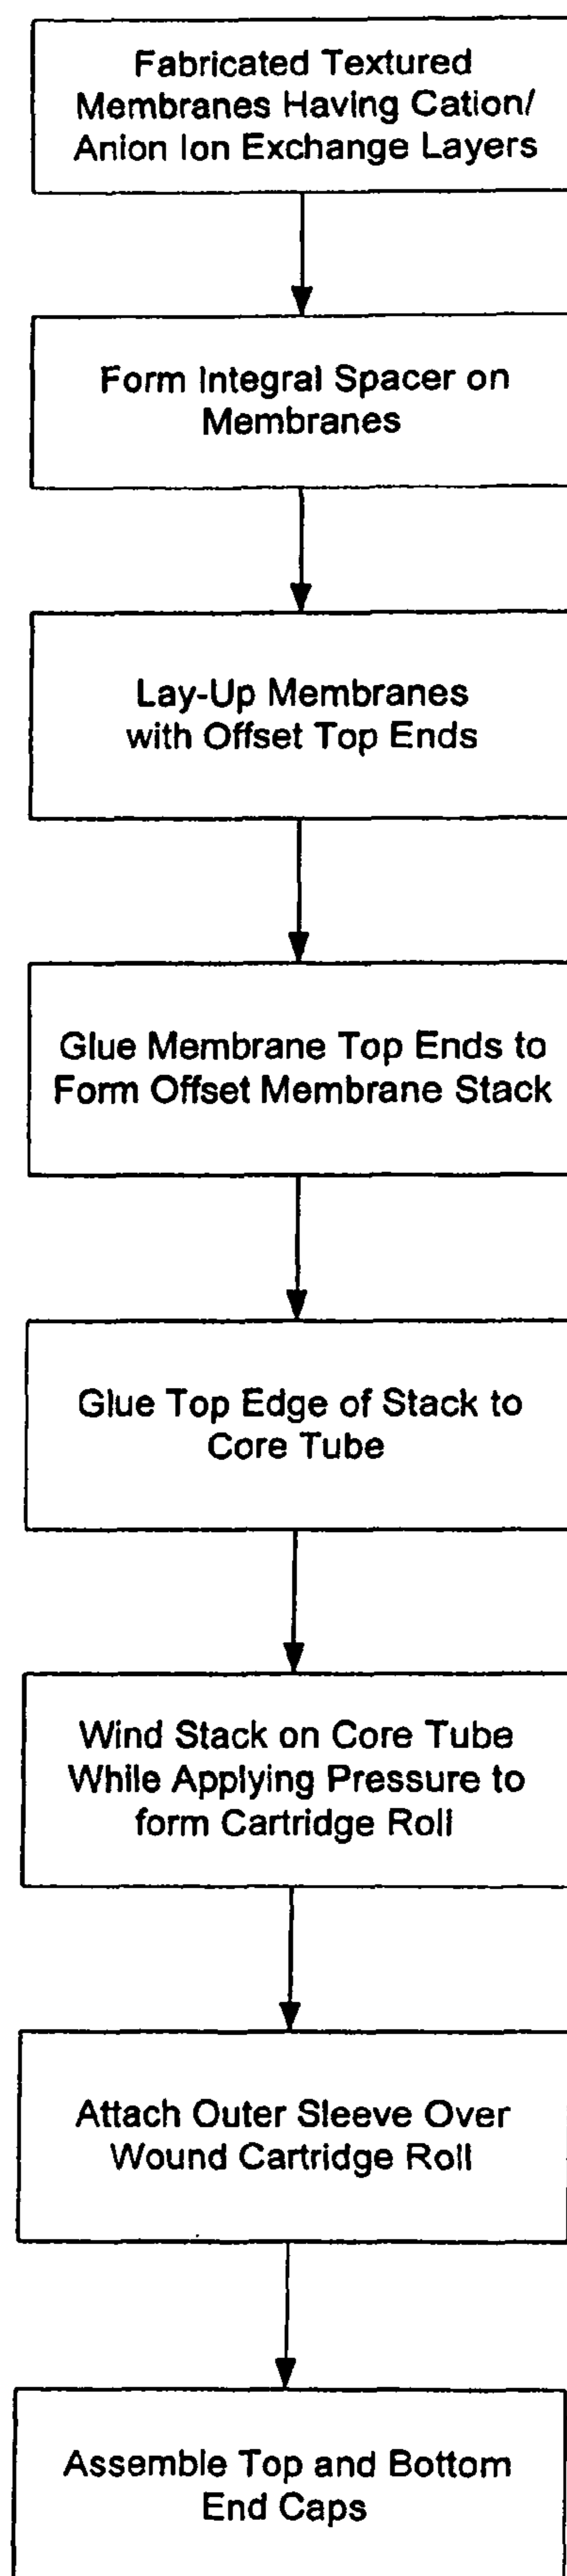 Fabricated Textured
Membranes Having Cation/
Anion Ion Exchange Layers
Form Integral Spacer on
Membranes
Lay-Up Membranes
with Offset Top Ends
Glue Membrane Top Ends to
Form Offset Membrane Stack
Glue Top Edge of Stack to
Core Tube
Wind Stack on Core Tube
While Applying Pressure to
form Cartridge Roll
Attach Outer Sleeve Over
Wound Cartridge Roll
Assemble Top and Bottom
End Caps